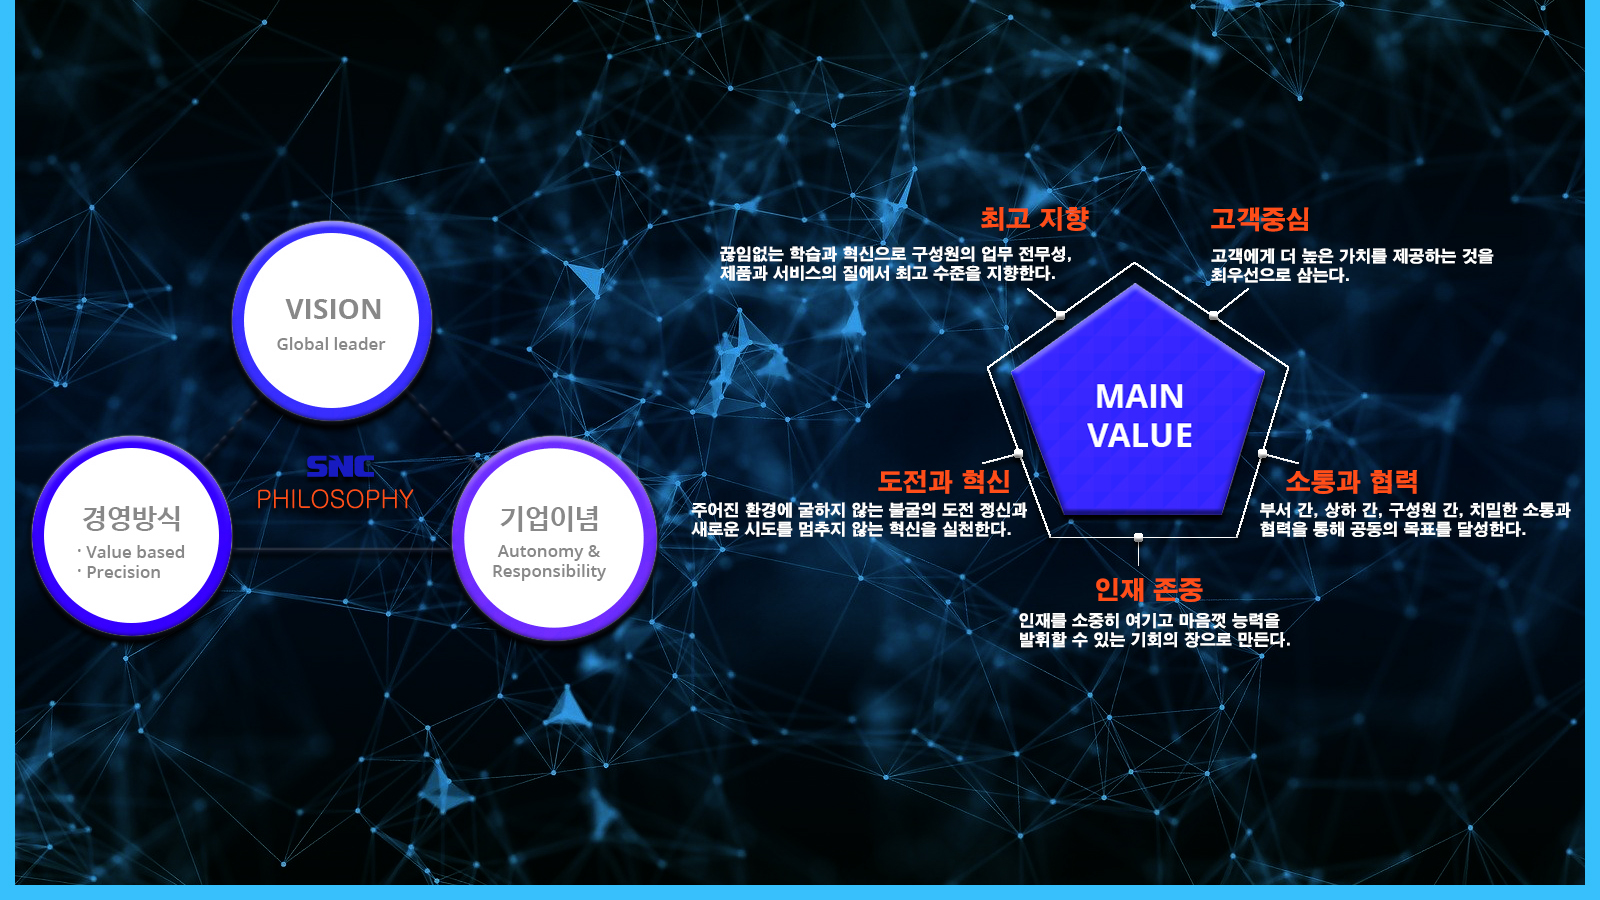 VISION
Global leader
SNC
PHILOSOPHY
경영방식
· Value based
· Precision
기업이념
Autonomy &
Responsibility
최고 지향
끊임없는 학습과 혁신으로 구성원의 업무 전무성,
제품과 서비스의 질에서 최고 수준을 지향한다.
고객중심
고객에게 더 높은 가치를 제공하는 것을
최우선으로 삼는다.
MAIN
VALUE
도전과 혁신
주어진 환경에 굴하지 않는 불굴의 도전 정신과
새로운 시도를 멈추지 않는 혁신을 실천한다.
소통과 협력
부서 간, 상하 간, 구성원 간, 치밀한 소통과
협력을 통해 공동의 목표를 달성한다.
인재 존중
인재를 소중히 여기고 마음껏 능력을
발휘할 수 있는 기회의 장으로 만든다.